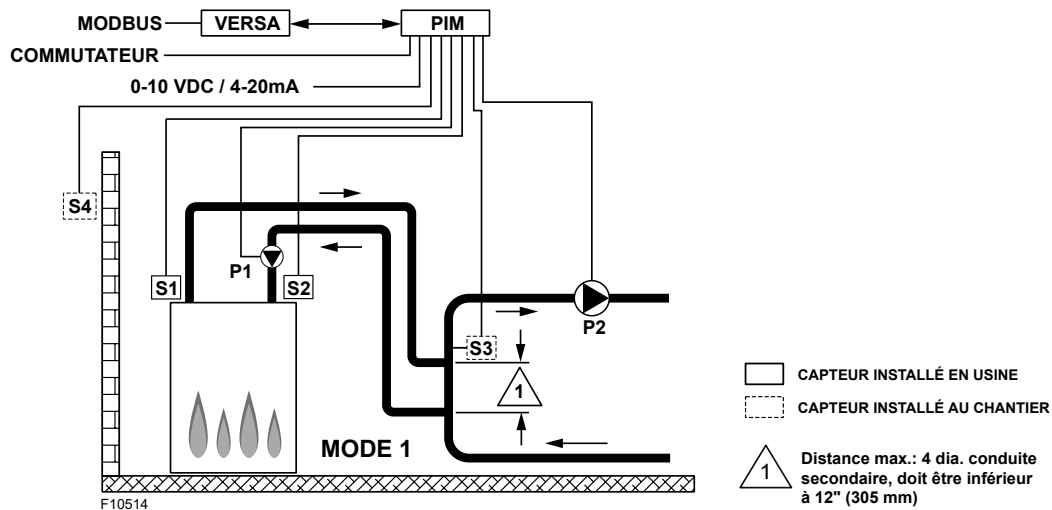 MODBUS
VERSA
PIM
COMMUTATEUR
0-10 VDC / 4-20mA
S4
P1
S1
S2
S3
P2
1
MODE 1
CAPTEUR INSTALLÉ EN USINE
CAPTEUR INSTALLÉ AU CHANTIER
1
Distance max.: 4 dia. conduite
secondaire, doit être inférieur
à 12" (305 mm)
F10514